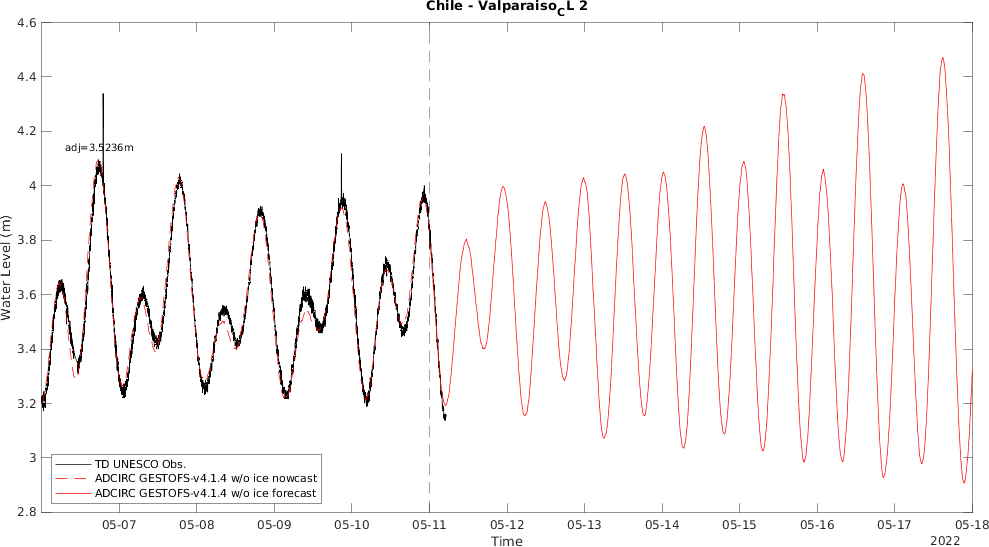 Chile - Valparaiso_CL 2
4.6
4.4
4.2
4
3.8
3.6
3.4
3.2
3
2.8
Water Level (m)
adj=3.5236m
TD UNESCO Obs.
ADCIRC GESTOFS-v4.1.4 w/o ice nowcast
ADCIRC GESTOFS-v4.1.4 w/o ice forecast
05-07 05-08 05-09 05-10 05-11 05-12 05-13 05-14 05-15 05-16 05-17 05-18
Time
2022